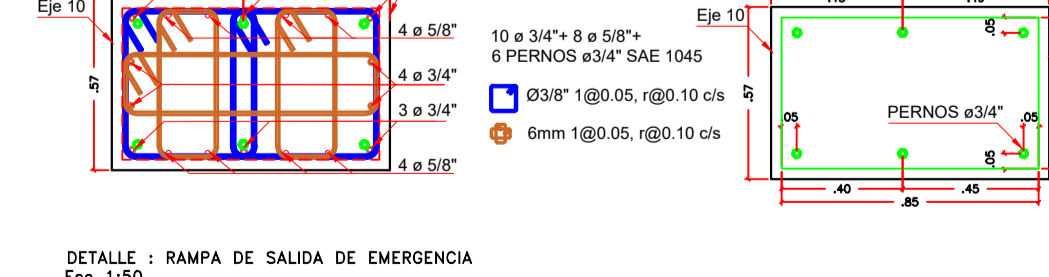 Eje 10
.57
4 ø 5/8"
4 ø 3/4"
3 ø 3/4"
4 ø 5/8"
10 ø 3/4"+ 8 ø 5/8"+
6 PERNOS ø3/4" SAE 1045
Ø3/8" 1@0.05, r@0.10 c/s
6mm 1@0.05, r@0.10 c/s
Eje 10
.57
.05
.05
PERNOS ø3/4"
.05
.05
.40
.45
.85
DETALLE : RAMPA DE SALIDA DE EMERGENCIA
Esc 1:50